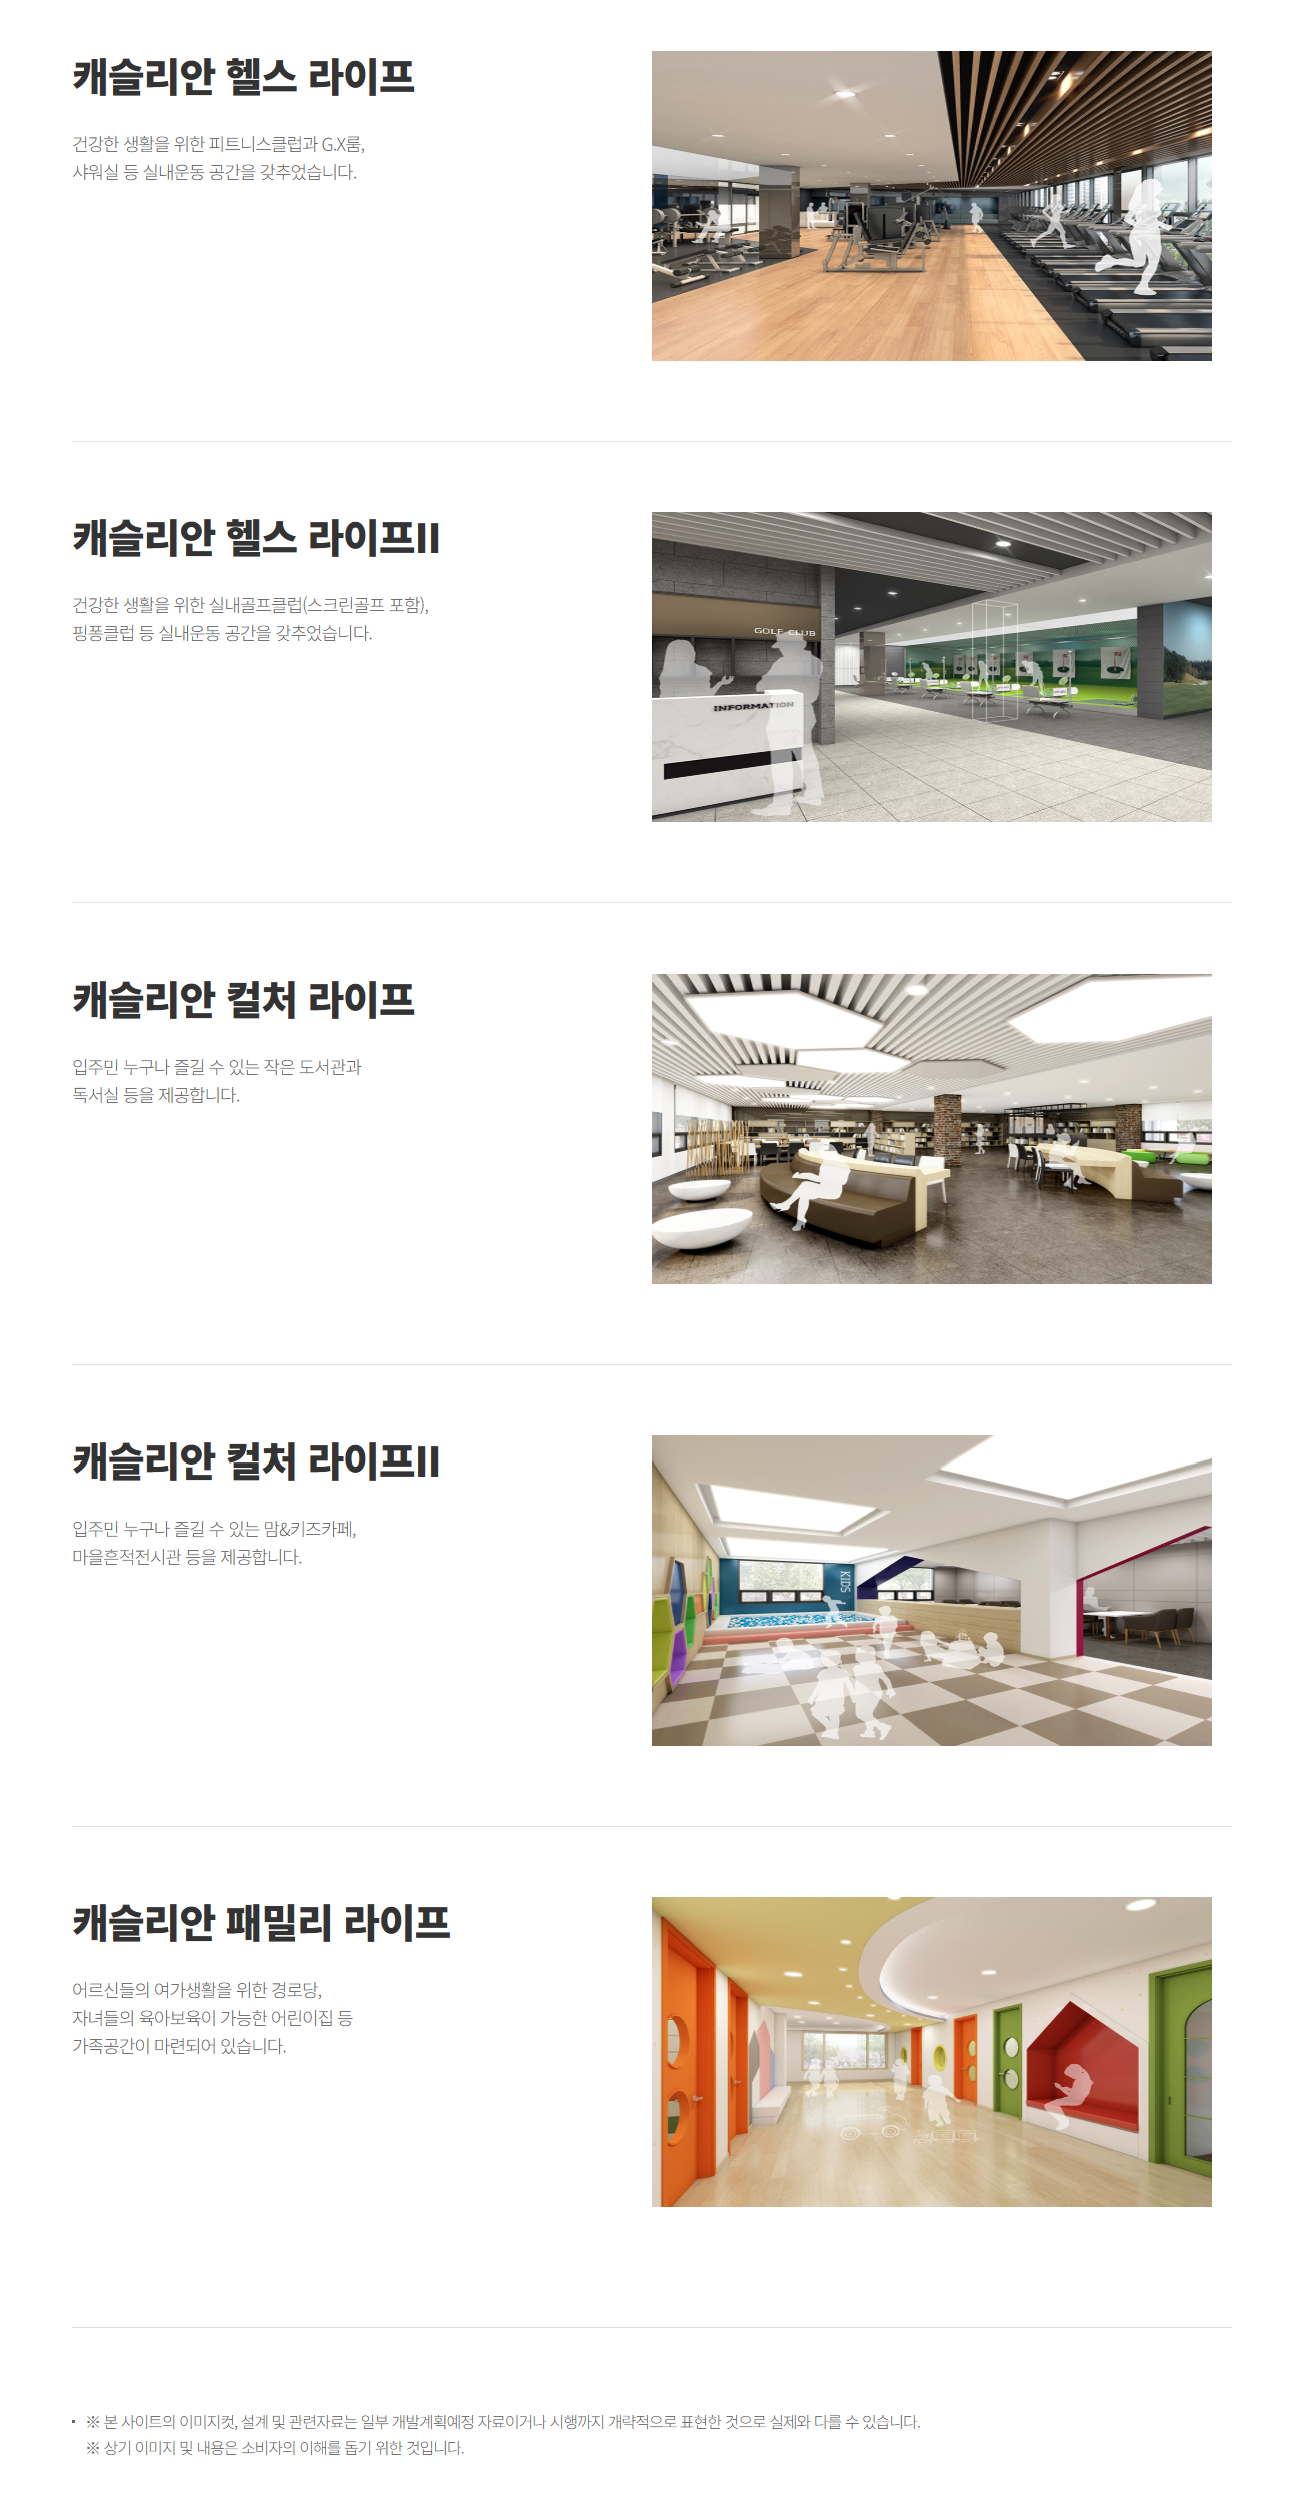 캐슬리안 헬스 라이프
건강한 생활을 위한 피트니스클럽과 G.X룸,
샤워실 등 실내운동 공간을 갖추었습니다.
캐슬리안 헬스 라이프II
건강한 생활을 위한 실내골프클럽(스크린골프 포함),
핑퐁클럽 등 실내운동 공간을 갖추었습니다.
GOLF CLUB
INFORMATION
캐슬리안 컬처 라이프
입주민 누구나 즐길 수 있는 작은 도서관과
독서실 등을 제공합니다.
캐슬리안 컬처 라이프II
입주민 누구나 즐길 수 있는 맘&키즈카페,
마을흔적전시관 등을 제공합니다.
KIDS
캐슬리안 패밀리 라이프
어르신들의 여가생활을 위한 경로당,
자녀들의 육아보육이 가능한 어린이집 등
가족공간이 마련되어 있습니다.
※ 본 사이트의 이미지컷, 설계 및 관련자료는 일부 개발계획예정 자료이거나 시행까지 개략적으로 표현한 것으로 실제와 다를 수 있습니다.
※ 상기 이미지 및 내용은 소비자의 이해를 돕기 위한 것입니다.